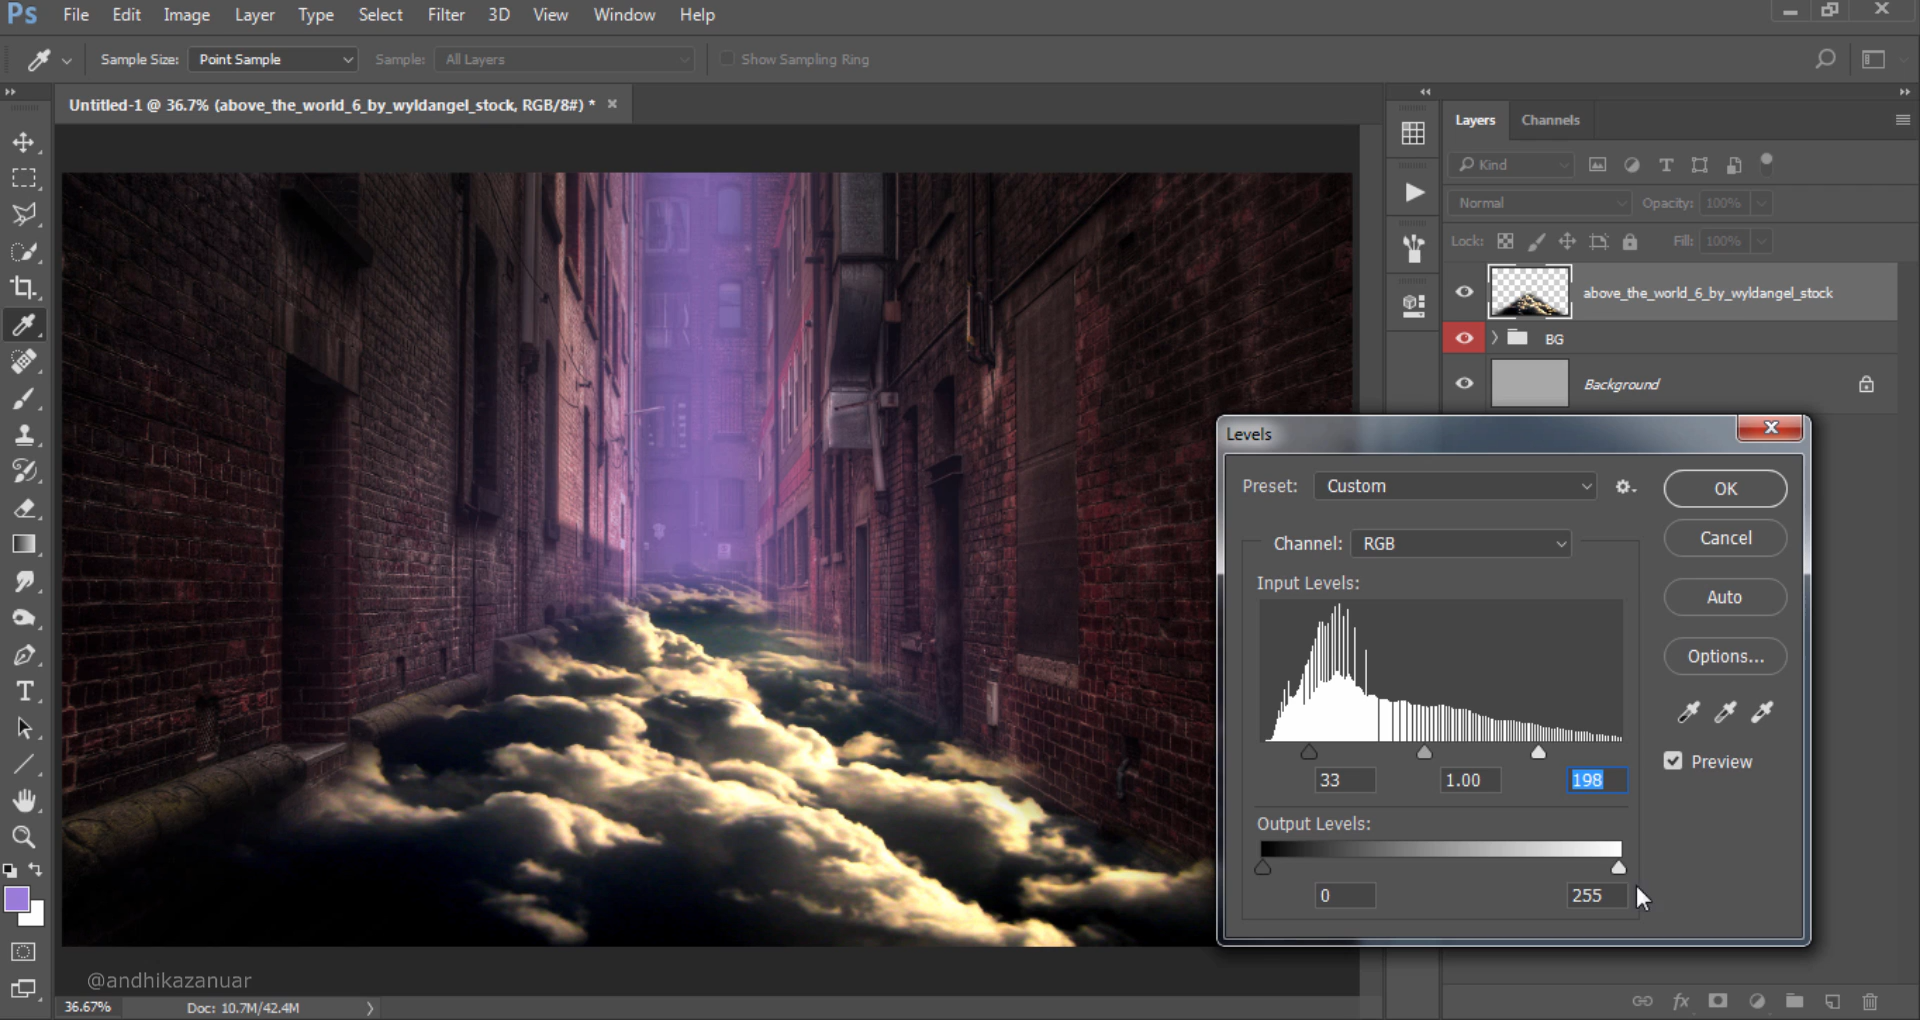 Ps File Edit Image Layer Type Select Filter 3D View Window Help
Sample Size: Point Sample Sample: All Layers Show Sampling Ring
Untitled-1 @ 36.7% (above_the_world_6_by_wyldangel_stock, RGB/8#) * ×
Layers Channels
Kind
Normal Opacity: 100%
Lock: Fill: 100%
above_the_world_6_by_wyldangel_stock
BG
Background
Levels
Preset: Custom
OK
Channel: RGB
Cancel
Input Levels:
Auto
Options...
33 1.00 198
Preview
Output Levels:
0 255
@andhikazanuar
36.67% Doc: 10.7M/42.4M
fx